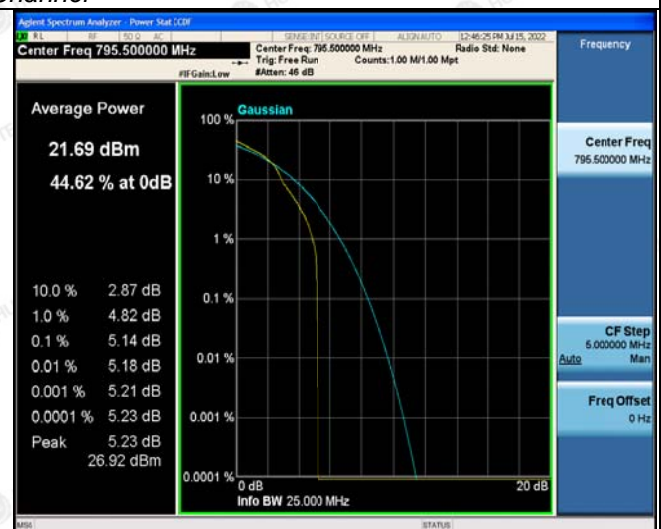 Channel
Agilent Spectrum Analyzer - Power Stat CCDF
RL RF 50 Ω AC SENSE:INT SOURCE OFF ALIGN AUTO 12:46:25 PM Jul 15, 2022
Center Freq 795.500000 MHz
Center Freq: 795.500000 MHz Radio Std: None
Trig: Free Run Counts:1.00 M/1.00 Mpt
#IFGain:Low #Atten: 46 dB
Frequency
Average Power
21.69 dBm
44.62 % at 0dB
10.0 % 2.87 dB
1.0 % 4.82 dB
0.1 % 5.14 dB
0.01 % 5.18 dB
0.001 % 5.21 dB
0.0001 % 5.23 dB
Peak 5.23 dB
26.92 dBm
Gaussian
100 %
10 %
1 %
0.1 %
0.01 %
0.001 %
0.0001 %
0 dB 20 dB
Info BW 25.000 MHz
Center Freq
795.500000 MHz
CF Step
5.000000 MHz
Auto Man
Freq Offset
0 Hz
MSG STATUS